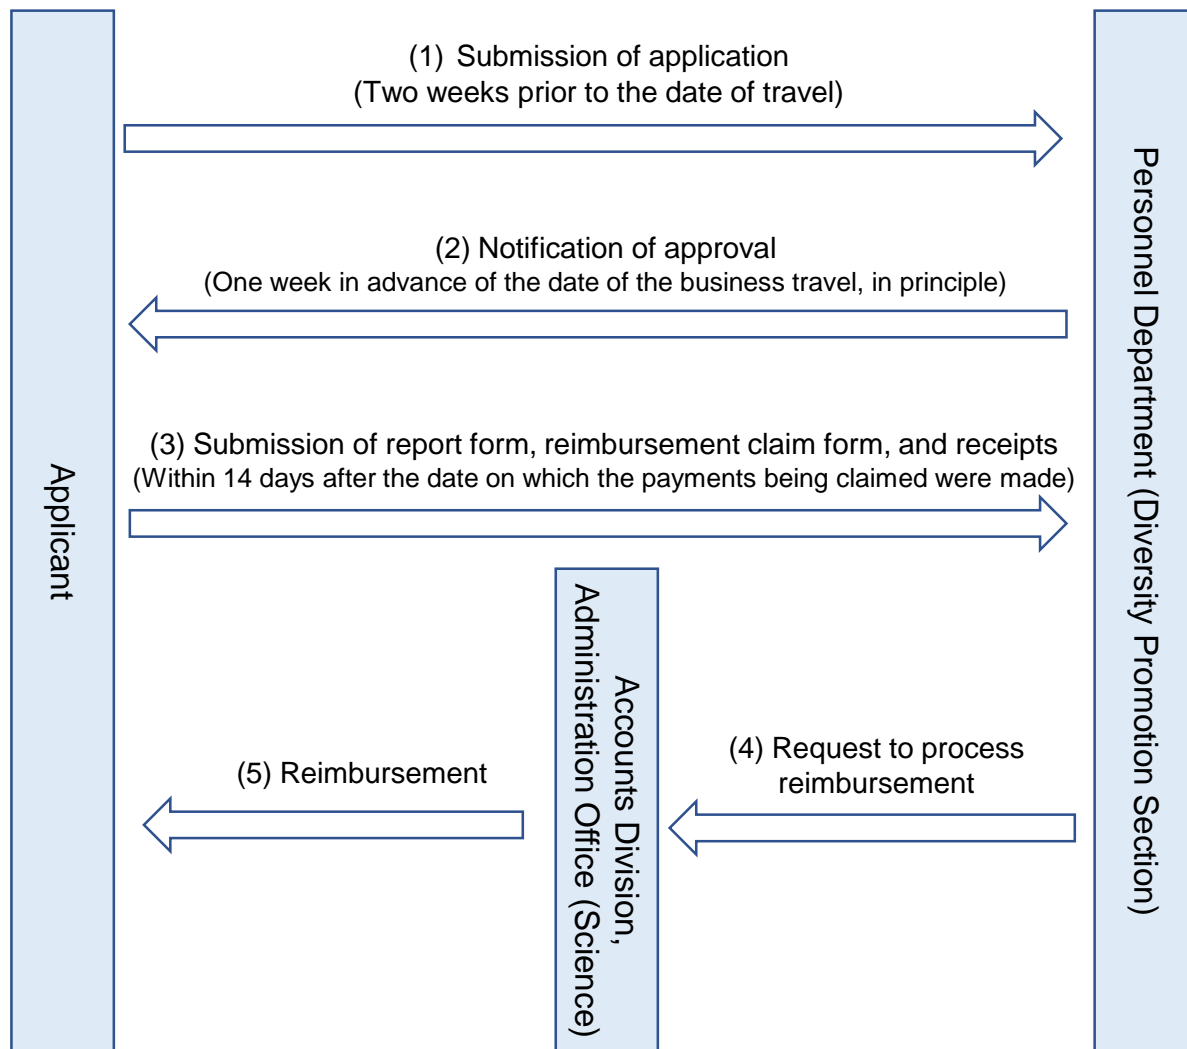 (1) Submission of application
(Two weeks prior to the date of travel)
(2) Notification of approval
(One week in advance of the date of the business travel, in principle)
(3) Submission of report form, reimbursement claim form, and receipts
(Within 14 days after the date on which the payments being claimed were made)
Applicant
Personnel Department (Diversity Promotion Section)
Accounts Division,
Administration Office (Science)
(4) Request to process
reimbursement
(5) Reimbursement